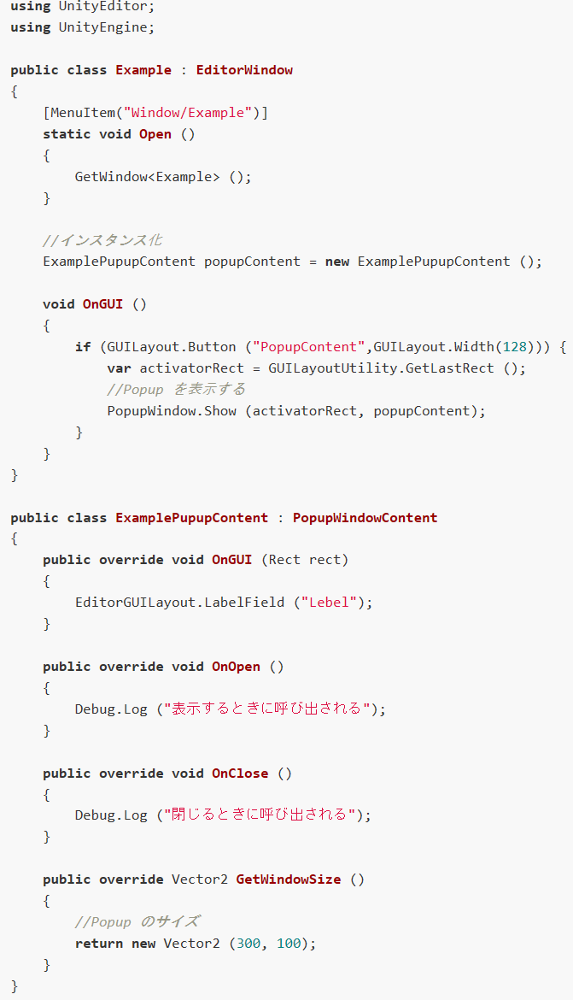 using UnityEditor;
using UnityEngine;

public class Example : EditorWindow
{
    [MenuItem("Window/Example")]
    static void Open ()
    {
        GetWindow<Example> ();
    }

    //インスタンス化
    ExamplePupupContent popupContent = new ExamplePupupContent ();

    void OnGUI ()
    {
        if (GUILayout.Button ("PopupContent",GUILayout.Width(128))) {
            var activatorRect = GUILayoutUtility.GetLastRect ();
            //Popup を表示する
            PopupWindow.Show (activatorRect, popupContent);
        }
    }
}

public class ExamplePupupContent : PopupWindowContent
{
    public override void OnGUI (Rect rect)
    {
        EditorGUILayout.LabelField ("Lebel");
    }

    public override void OnOpen ()
    {
        Debug.Log ("表示するときに呼び出される");
    }

    public override void OnClose ()
    {
        Debug.Log ("閉じるときに呼び出される");
    }

    public override Vector2 GetWindowSize ()
    {
        //Popup のサイズ
        return new Vector2 (300, 100);
    }
}